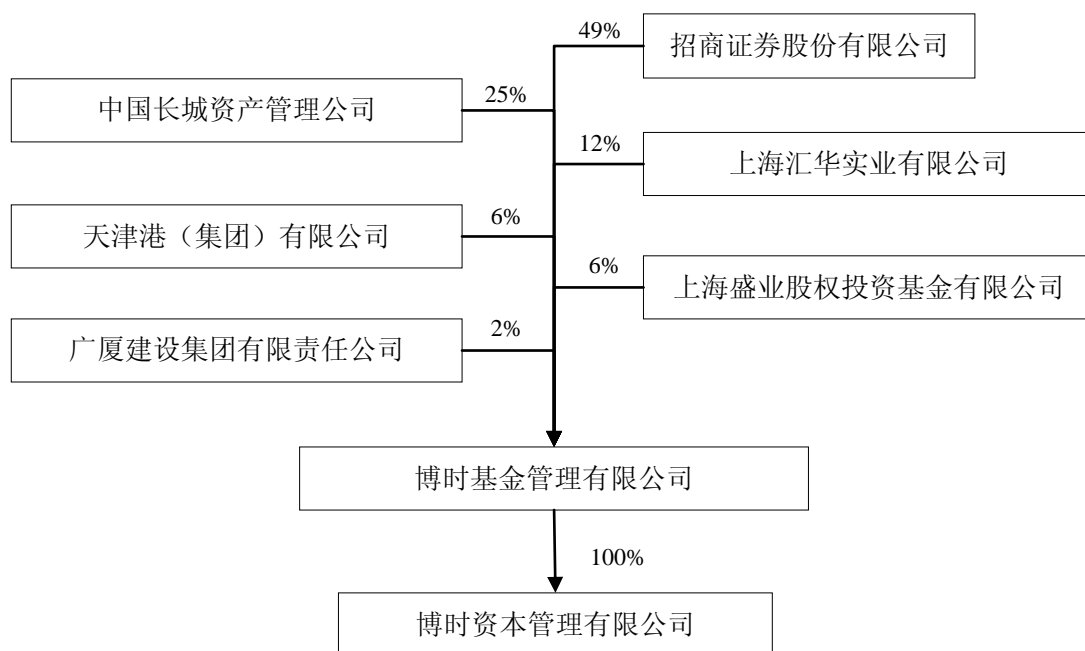 49%
招商证券股份有限公司
中国长城资产管理公司
25%
12%
上海汇华实业有限公司
天津港（集团）有限公司
6%
6%
上海盛业股权投资基金有限公司
广厦建设集团有限责任公司
2%
博时基金管理有限公司
100%
博时资本管理有限公司